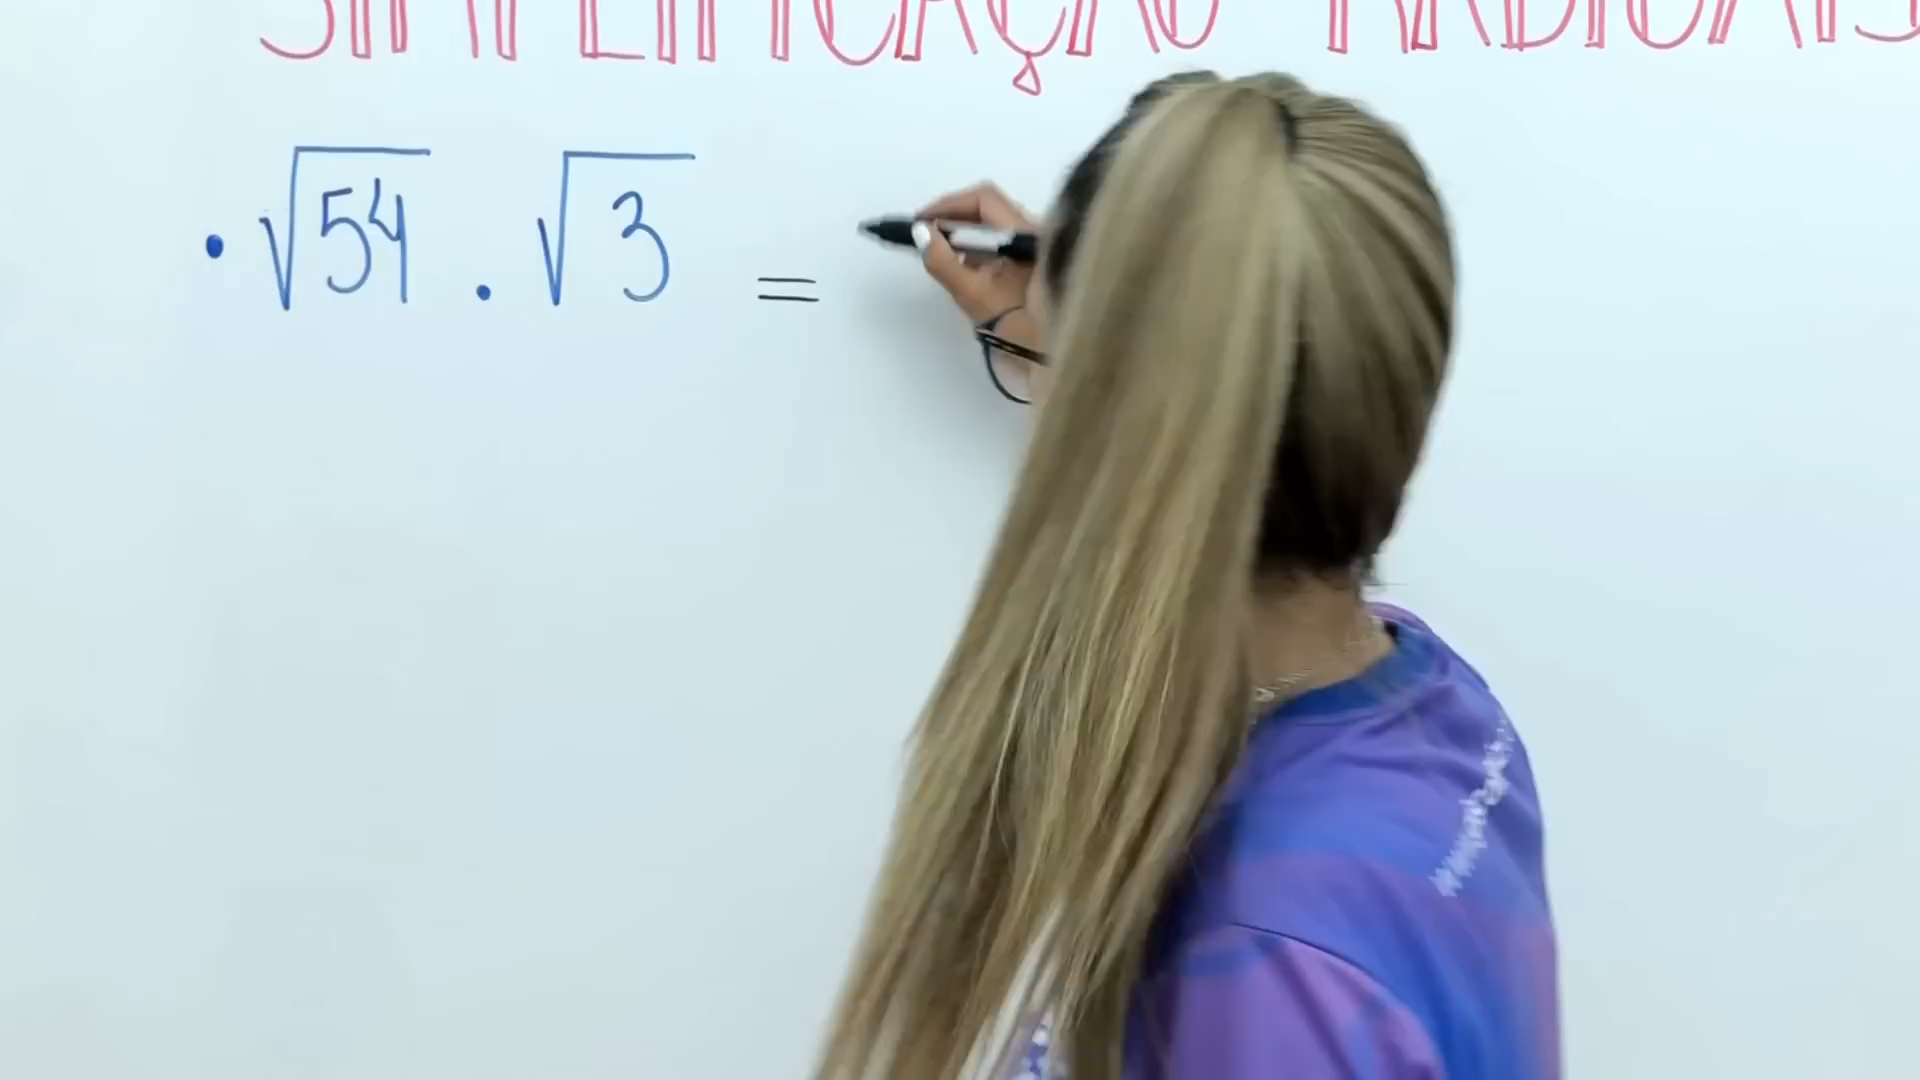 SIMPLIFICAÇÃO RADICAIS
• √54 . √3 =